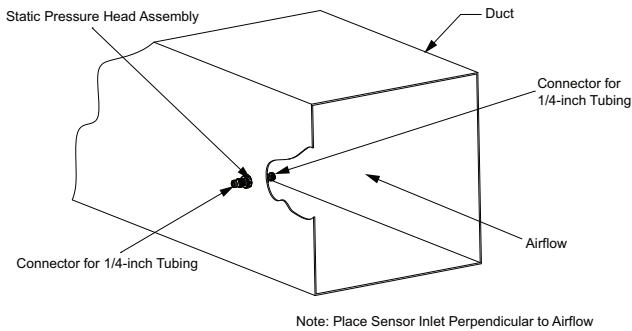 Static Pressure Head Assembly
Duct
Connector for
1/4-inch Tubing
Airflow
Connector for 1/4-inch Tubing
Note: Place Sensor Inlet Perpendicular to Airflow